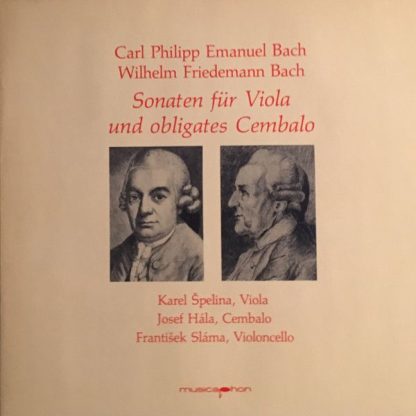 Carl Philipp Emanuel Bach
Wilhelm Friedemann Bach
Sonaten für Viola
und obligates Cembalo
Karel Špelina, Viola
Josef Hála, Cembalo
František Sláma, Violoncello
musicaphon